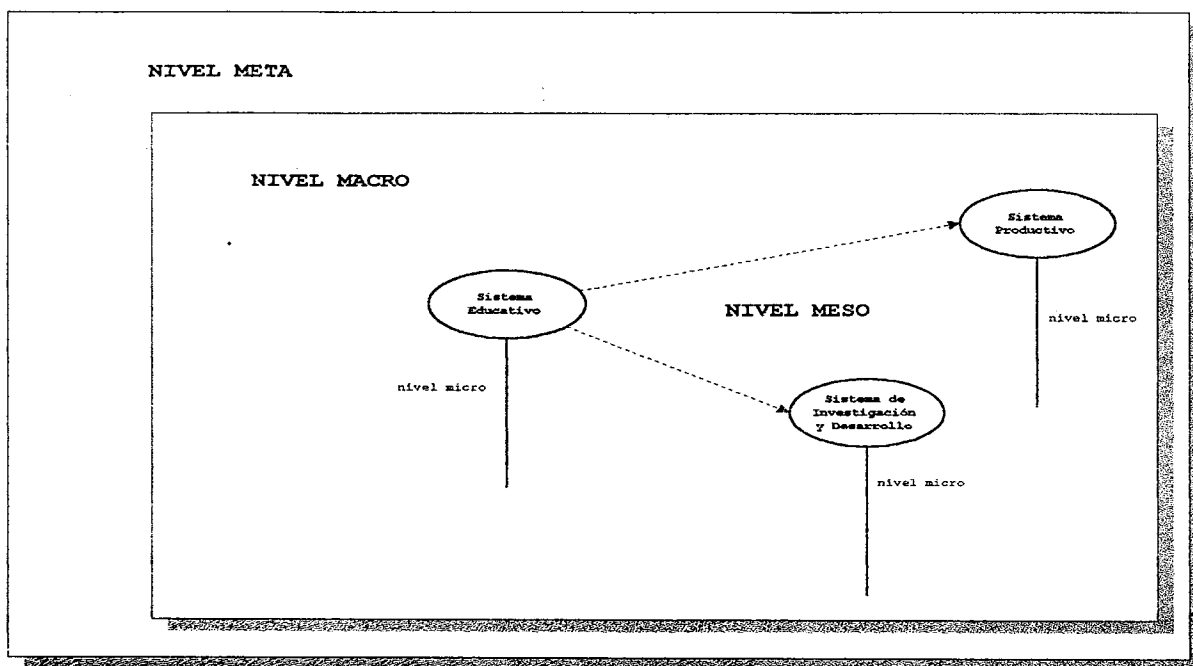 NIVEL META
NIVEL MACRO
Sistema
Productivo
Sistema
Educativo
NIVEL MESO
nivel micro
nivel micro
Sistema de
Investigación
y Desarrollo
nivel micro